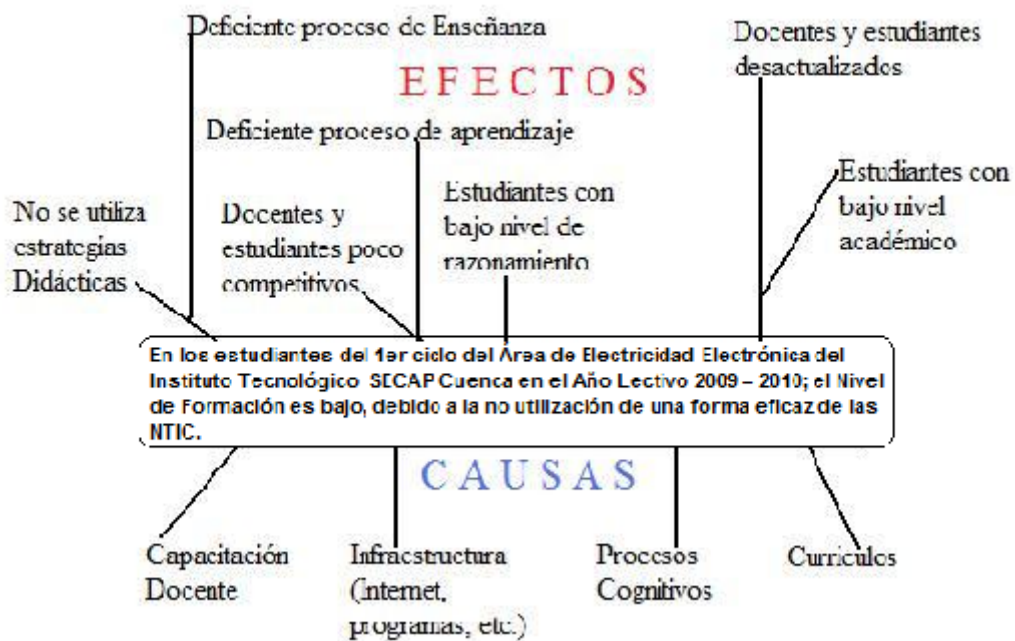 Deficiente proceso de Enseñanza
Docentes y estudiantes
desactualizados
EFECTOS
Deficiente proceso de aprendizaje
Estudiantes con
bajo nivel
académico
Estudiantes con
bajo nivel de
razonamiento
No se utiliza
estrategias
Didácticas
Docentes y
estudiantes poco
competitivos
En los estudiantes del 1er ciclo del Área de Electricidad Electrónica del
Instituto Tecnológico SECAP Cuenca en el Año Lectivo 2009 – 2010; el Nivel
de Formación es bajo, debido a la no utilización de una forma eficaz de las
NTIC.
CAUSAS
Capacitación
Docente
Infraestructura
(Internet,
programas, etc.)
Procesos
Cognitivos
Currículos